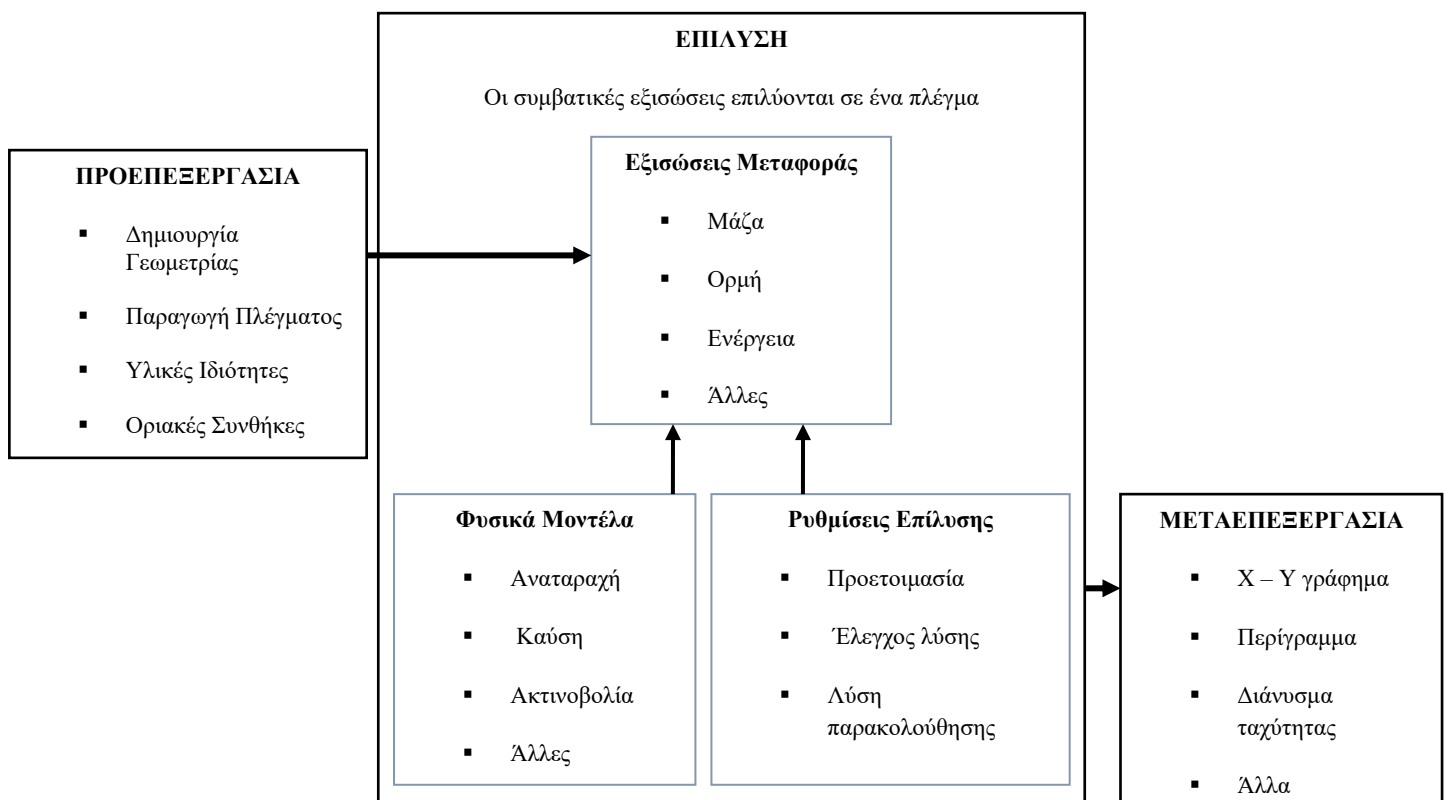 ΕΠΙΛΥΣΗ
Οι συμβατικές εξισώσεις επιλύονται σε ένα πλέγμα
ΠΡΟΕΠΕΞΕΡΓΑΣΙΑ
▪ Δημιουργία
Γεωμετρίας
▪ Παραγωγή Πλέγματος
▪ Υλικές Ιδιότητες
▪ Οριακές Συνθήκες
Εξισώσεις Μεταφοράς
▪ Μάζα
▪ Ορμή
▪ Ενέργεια
▪ Άλλες
Φυσικά Μοντέλα
▪ Αναταραχή
▪ Καύση
▪ Ακτινοβολία
▪ Άλλες
Ρυθμίσεις Επίλυσης
▪ Προετοιμασία
▪ Έλεγχος λύσης
▪ Λύση
παρακολούθησης
ΜΕΤΑΕΠΕΞΕΡΓΑΣΙΑ
▪ X – Y γράφημα
▪ Περίγραμμα
▪ Διάνυσμα
ταχύτητας
▪ Άλλα